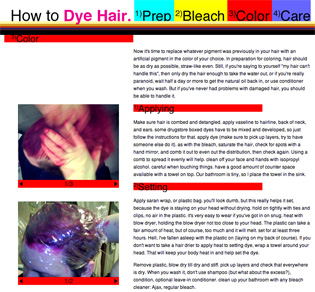 How to Dye Hair. 1)Prep 2)Bleach 3)Color 4)Care
3)Color
Now it's time to replace whatever pigment was previously in your hair with an
artificial pigment in the color of your choice. In preparation for coloring, hair should
be as dry as possible, straw-like even. Still, if you're saying to yourself "my hair can't
handle this", then only dry the hair enough to take the water out, or if you're really
paranoid, wait half a day or more to get the natural oil back in, or use conditioner
when you wash. But if you've never had problems with damaged hair, you should
be able to handle it.
Applying
Make sure hair is combed and detangled. apply vaseline to hairline, back of neck,
and ears. some drugstore boxed dyes have to be mixed and developed, so just
follow the instructions for that. apply dye (make sure to pick up layers, try to have
someone else do it), as with the bleach, saturate the hair, check for spots with a
hand mirror, and comb it out to even out the distribution, then check again. Using a
comb to spread it evenly will help. clean off your face and hands with isopropyl
alcohol. careful when touching things, have a good amount of counter space
available with a towel on top. Our bathroom is tiny, so I place the towel in the sink.
Setting
Apply saran wrap, or plastic bag. you'll look dumb, but this really helps it set,
because the dye is staying on your head without drying. hold on tightly with ties and
clips, no air in the plastic. it's very easy to wear if you've got it on snug. heat with
blow dryer, holding the blow dryer not too close to your head. The plastic can take a
fair amount of heat, but of course, too much and it will melt. set for at least three
hours. Hell, I've fallen asleep with the plastic on (laying on my back of course). If you
don't want to take a hair drier to apply heat to setting dye, wrap a towel around your
head. That will keep your body heat in and help set the dye.
Remove plastic, blow dry till dry and stiff. pick up layers and check that everywhere
is dry. When you wash it, don't use shampoo (but what about the excess?),
condition, optional leave in conditioner. clean up your bathroom with any bleach
cleaner: Ajax, regular bleach.